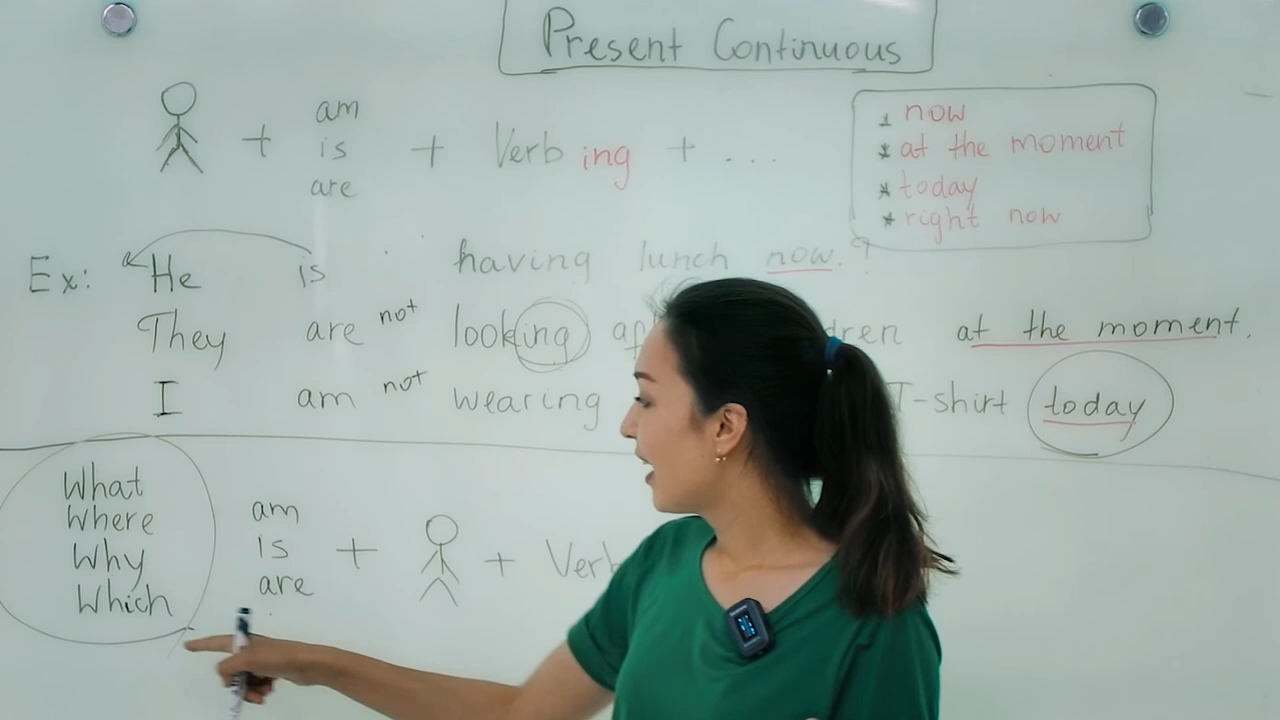 Present Continuous
am
is
are
+ + Verb ing + ...
* now
* at the moment
* today
* right now
Ex: He is having lunch now. ?
They are not looking dren at the moment.
I am not wearing T-shirt today
What
Where
Why
Which
am
is
are
+ + Verb